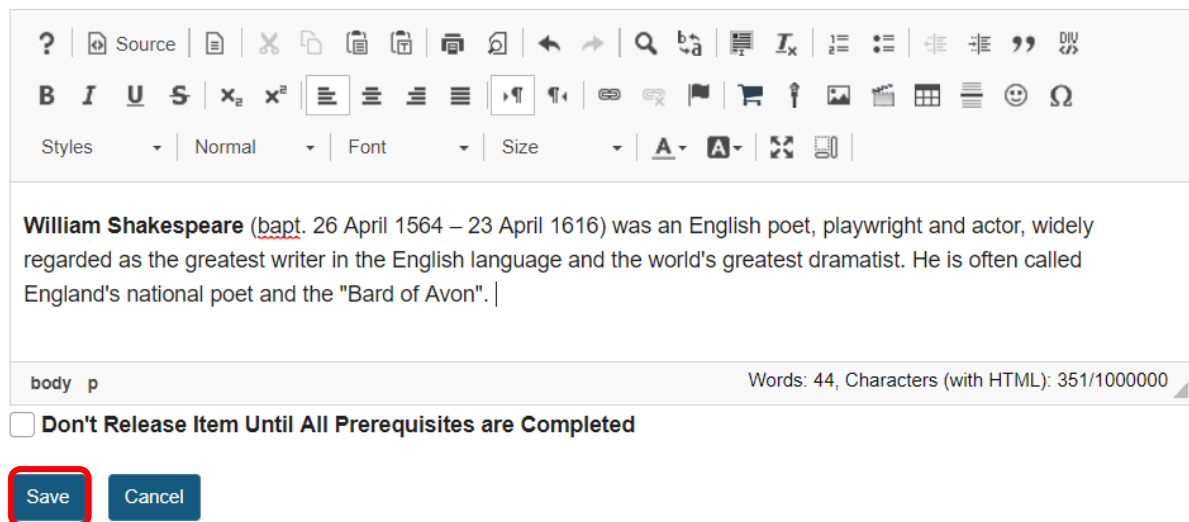 ? Source
B I U S x₂ x²
Styles Normal Font Size A A
William Shakespeare (bapt. 26 April 1564 – 23 April 1616) was an English poet, playwright and actor, widely
regarded as the greatest writer in the English language and the world's greatest dramatist. He is often called
England's national poet and the "Bard of Avon".
body p Words: 44, Characters (with HTML): 351/1000000
Don't Release Item Until All Prerequisites are Completed
Save Cancel